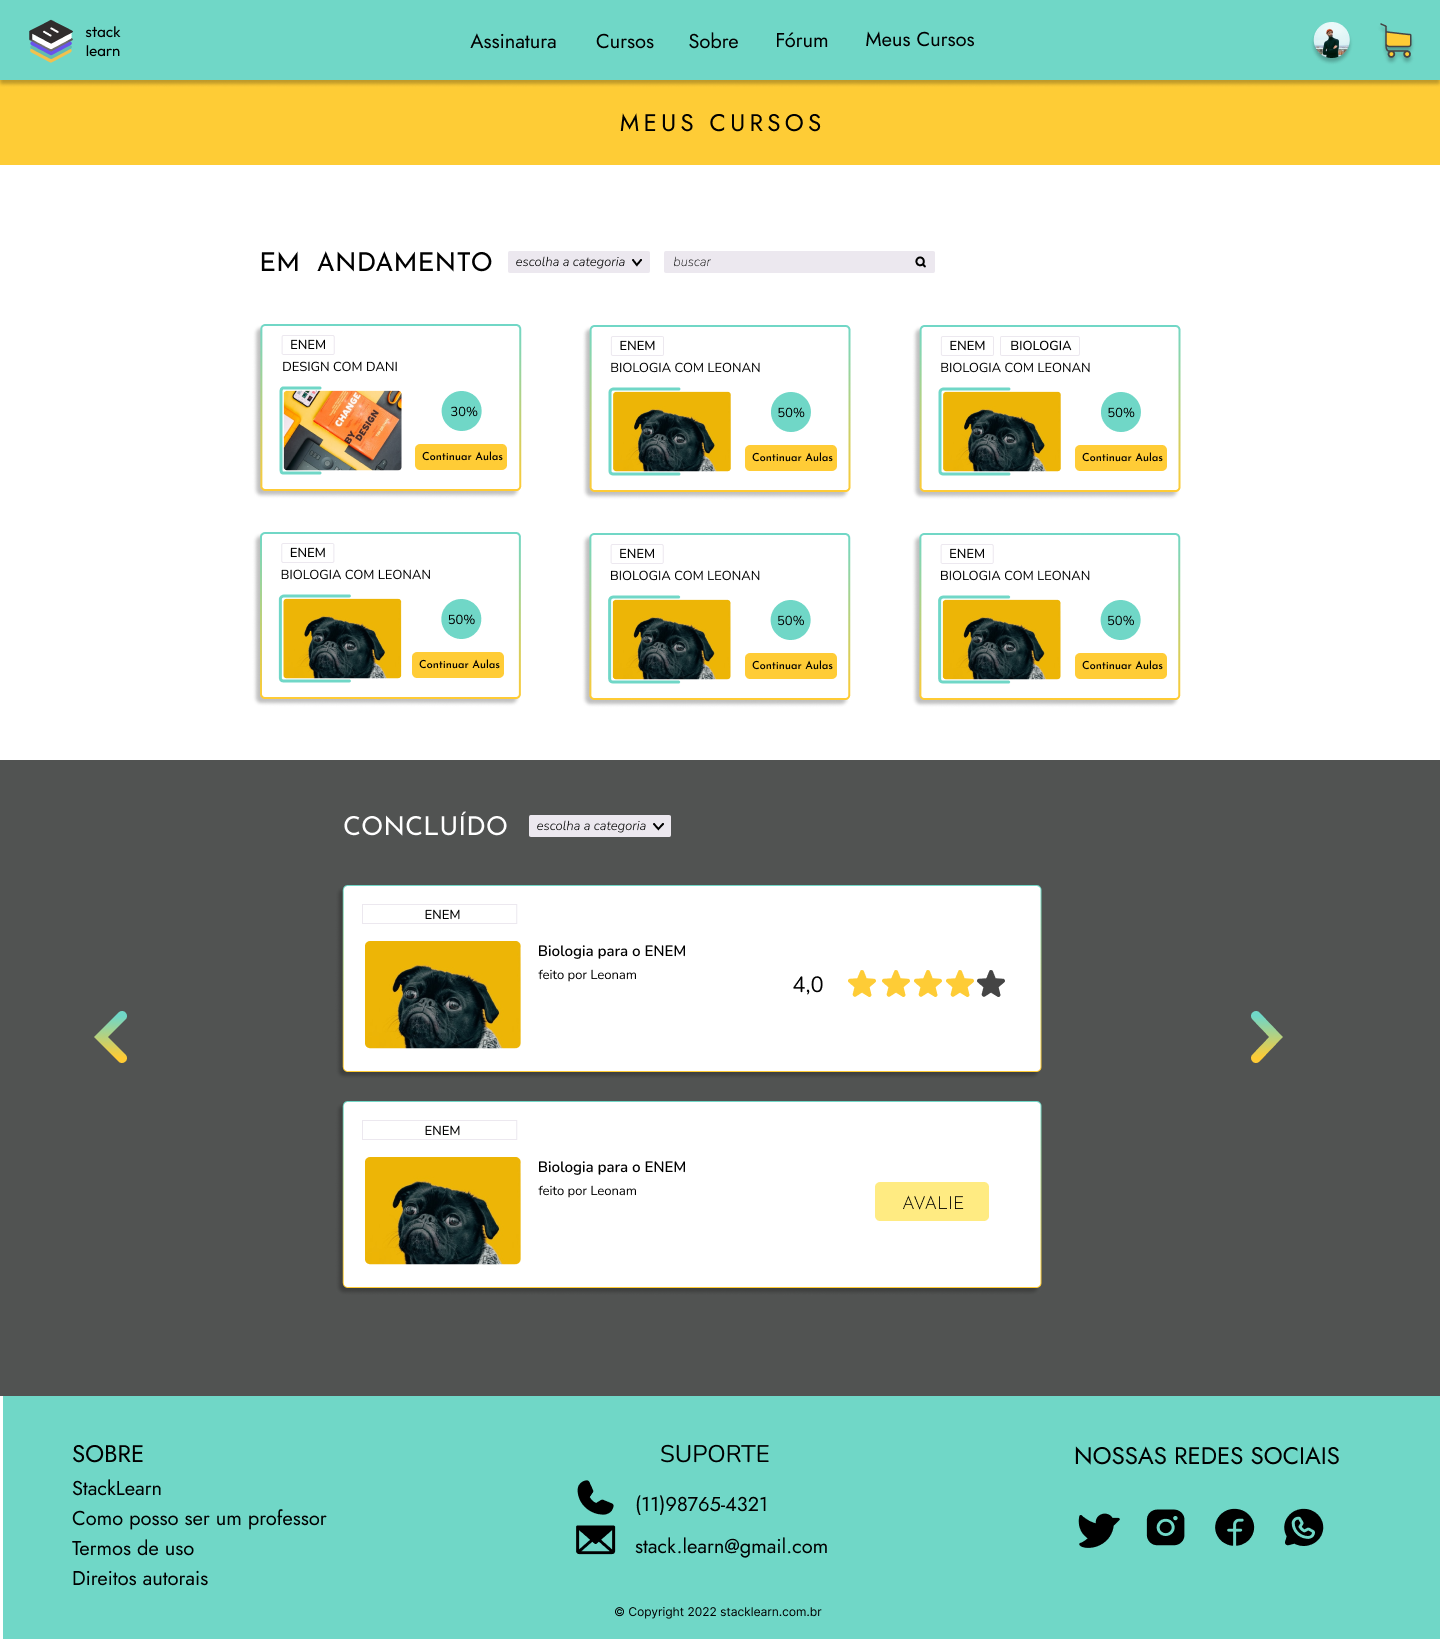 stack
learn
Assinatura Cursos Sobre Fórum Meus Cursos
MEUS CURSOS
EM ANDAMENTO escolha a categoria buscar
ENEM
DESIGN COM DANI
CHANGE
BY
DESIGN
30%
Continuar Aulas
ENEM
BIOLOGIA COM LEONAN
50%
Continuar Aulas
ENEM BIOLOGIA
BIOLOGIA COM LEONAN
50%
Continuar Aulas
ENEM
BIOLOGIA COM LEONAN
50%
Continuar Aulas
ENEM
BIOLOGIA COM LEONAN
50%
Continuar Aulas
ENEM
BIOLOGIA COM LEONAN
50%
Continuar Aulas
CONCLUÍDO escolha a categoria
ENEM
Biologia para o ENEM
feito por Leonam
4,0
ENEM
Biologia para o ENEM
feito por Leonam
AVALIE
SOBRE
StackLearn
Como posso ser um professor
Termos de uso
Direitos autorais
SUPORTE
(11)98765-4321
stack.learn@gmail.com
NOSSAS REDES SOCIAIS
© Copyright 2022 stacklearn.com.br